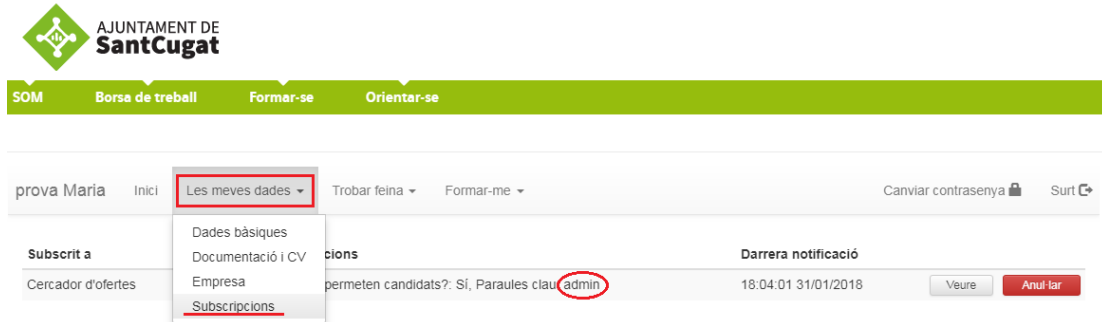 AJUNTAMENT DE
SantCugat
SOM Borsa de treball Formar-se Orientar-se
prova Maria Inici Les meves dades Trobar feina Formar-me Canviar contrasenya Surt
Dades bàsiques
Subscrit a cions Darrera notificació
Documentació i CV
Cercador d'ofertes permeten candidats?: Sí, Paraules clau: admin 18:04:01 31/01/2018 Veure Anul·lar
Empresa
Subscripcions